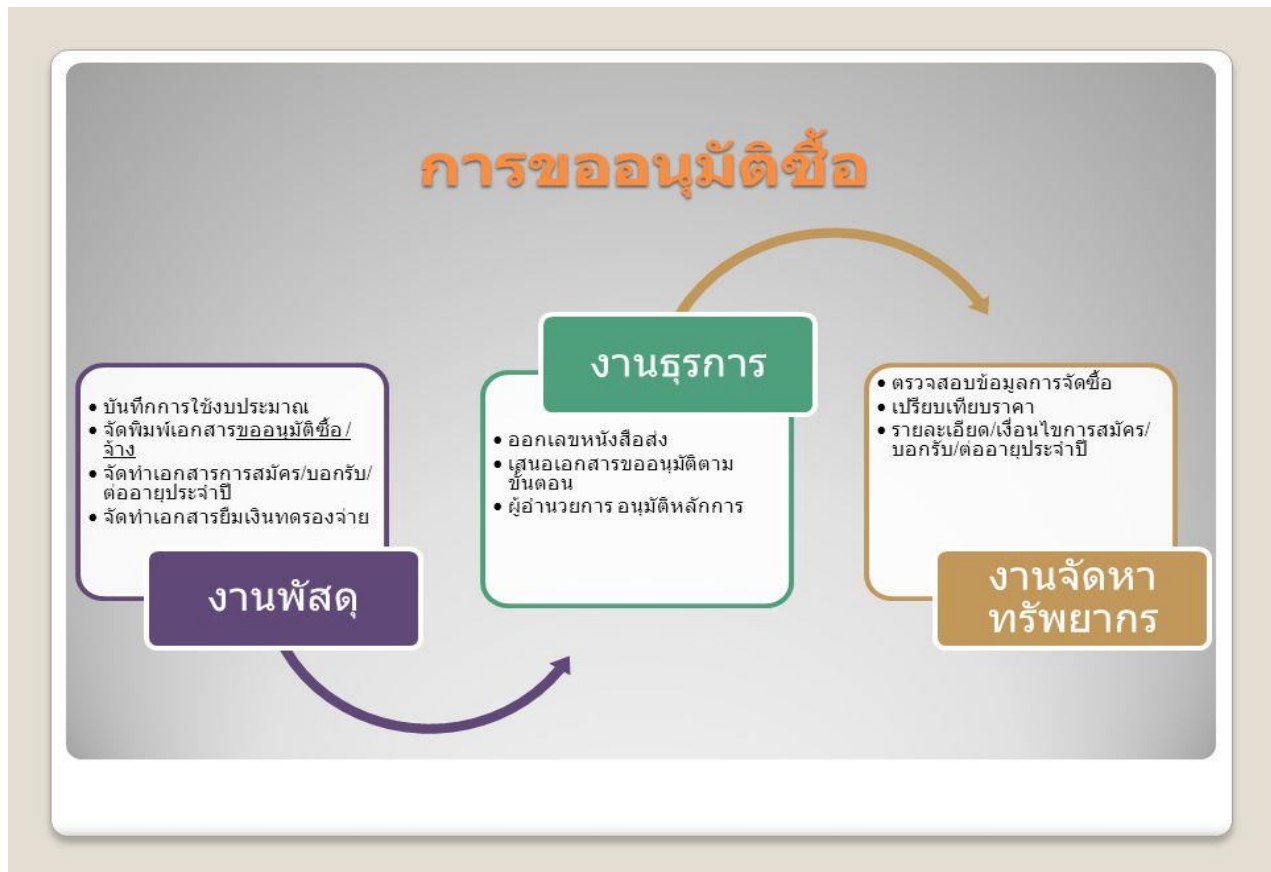 การขออนุมัติซื้อ
• บันทึกการใช้งบประมาณ
• จัดพิมพ์เอกสารขออนุมัติซื้อ/
จ้าง
• จัดทำเอกสารการสมัคร/บอกรับ/
ต่ออายุประจำปี
• จัดทำเอกสารยืมเงินทดรองจ่าย
งานพัสดุ
งานธุรการ
• ออกเลขหนังสือส่ง
• เสนอเอกสารขออนุมัติตาม
ขั้นตอน
• ผู้อำนวยการ อนุมัติหลักการ
• ตรวจสอบข้อมูลการจัดซื้อ
• เปรียบเทียบราคา
• รายละเอียด/เงื่อนไขการสมัคร/
บอกรับ/ต่ออายุประจำปี
งานจัดหา
ทรัพยากร